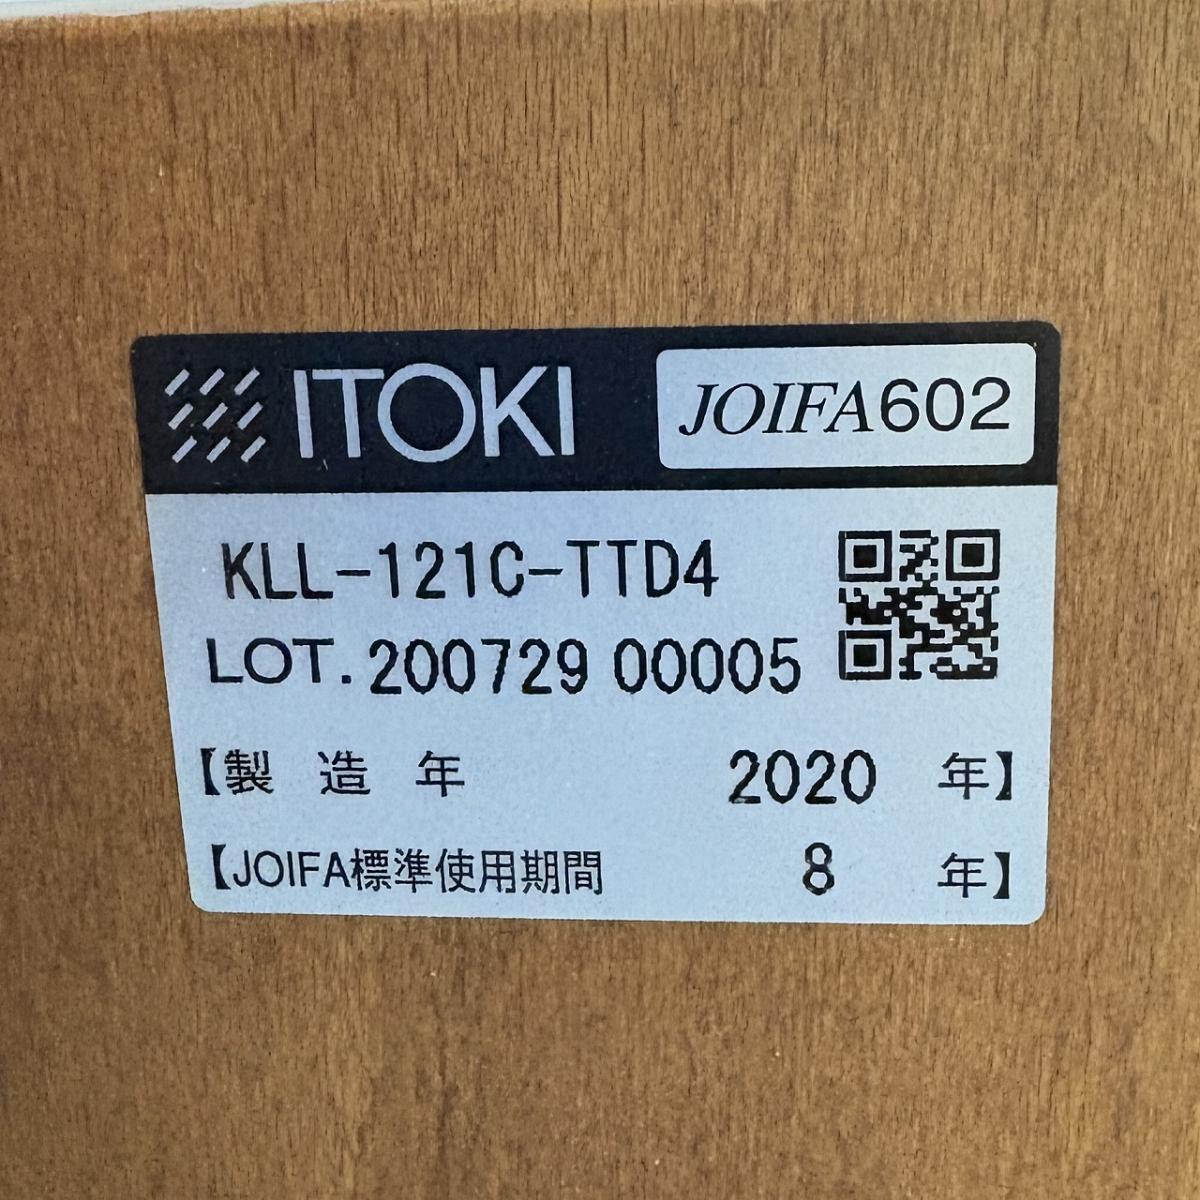 ITOKI JOIFA602
KLL-121C-TTD4
LOT. 200729 00005
【製 造 年 2020 年】
【JOIFA標準使用期間 8 年】